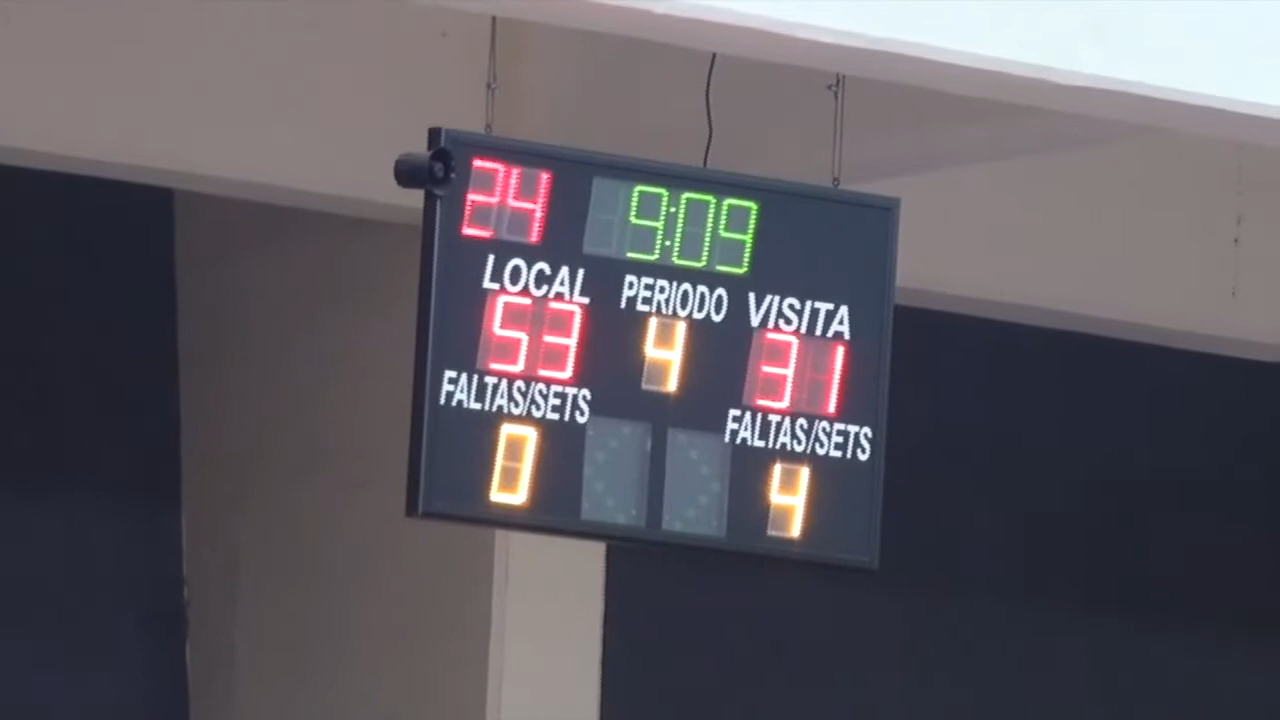 24 9:09
LOCAL PERIODO VISITA
53 4 31
FALTAS/SETS FALTAS/SETS
0 4